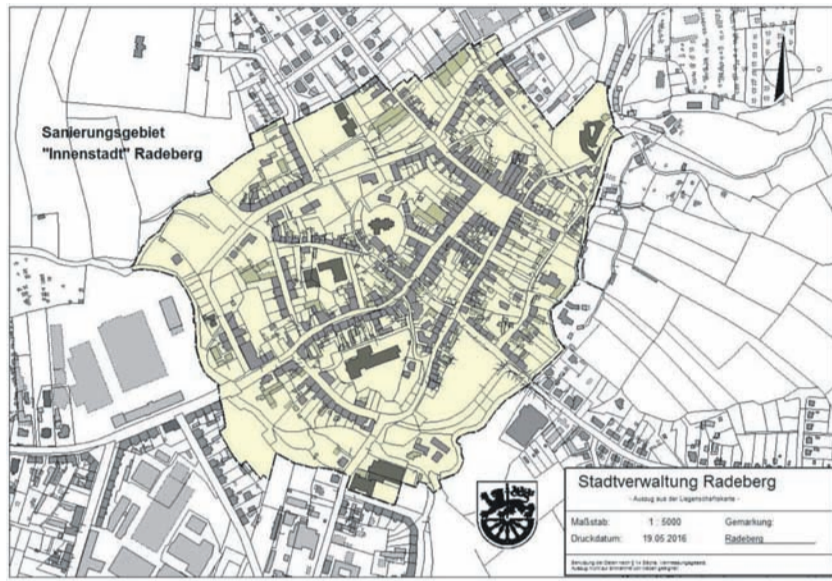 Sanierungsgebiet
"Innenstadt" Radeberg
Stadtverwaltung Radeberg
- Auszug aus der Liegenschaftskarte -
Maßstab: 1 : 5000 Gemarkung:
Druckdatum: 19.05.2016 Radeberg